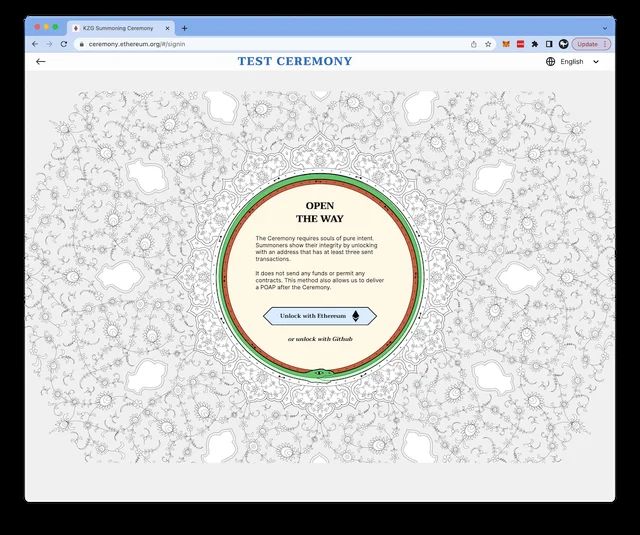 KZG Summoning Ceremony
ceremony.ethereum.org/#/signin
Update
TEST CEREMONY
English
OPEN
THE WAY
The Ceremony requires souls of pure intent.
Summoners show their integrity by unlocking
with an address that has at least three sent
transactions.
It does not send any funds or permit any
contracts. This method also allows us to deliver
a POAP after the Ceremony.
Unlock with Ethereum
or unlock with Github